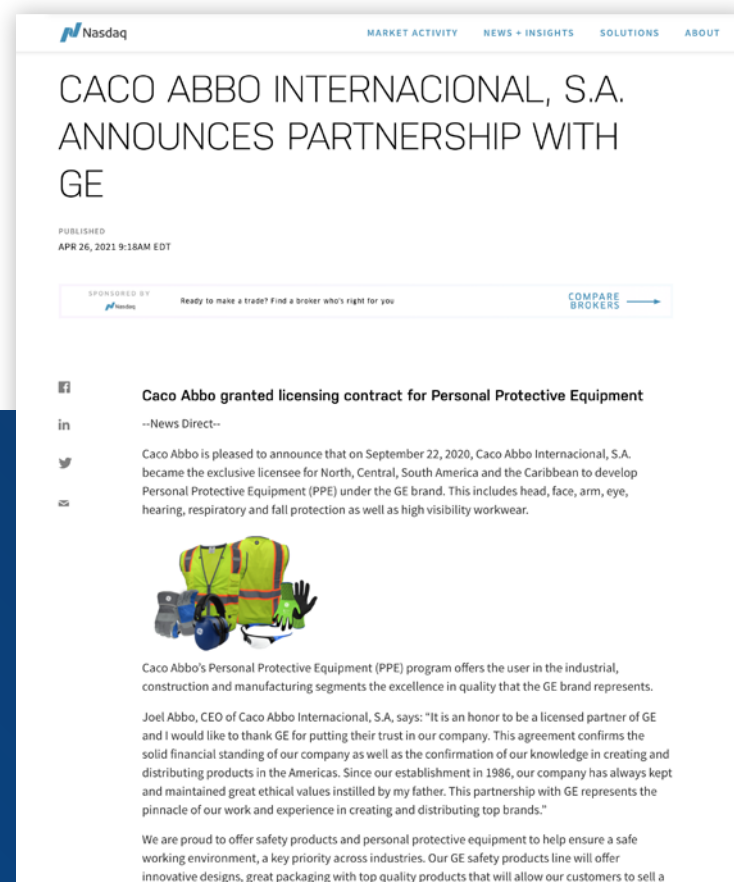 Nasdaq
MARKET ACTIVITY NEWS + INSIGHTS SOLUTIONS ABOUT
CACO ABBO INTERNACIONAL, S.A.
ANNOUNCES PARTNERSHIP WITH
GE
PUBLISHED
APR 26, 2021 9:18AM EDT
SPONSORED BY
Nasdaq
Ready to make a trade? Find a broker who's right for you
COMPARE
BROKERS
Caco Abbo granted licensing contract for Personal Protective Equipment
--News Direct--
Caco Abbo is pleased to announce that on September 22, 2020, Caco Abbo Internacional, S.A.
became the exclusive licensee for North, Central, South America and the Caribbean to develop
Personal Protective Equipment (PPE) under the GE brand. This includes head, face, arm, eye,
hearing, respiratory and fall protection as well as high visibility workwear.
Caco Abbo's Personal Protective Equipment (PPE) program offers the user in the industrial,
construction and manufacturing segments the excellence in quality that the GE brand represents.
Joel Abbo, CEO of Caco Abbo Internacional, S.A, says: "It is an honor to be a licensed partner of GE
and I would like to thank GE for putting their trust in our company. This agreement confirms the
solid financial standing of our company as well as the confirmation of our knowledge in creating and
distributing products in the Americas. Since our establishment in 1986, our company has always kept
and maintained great ethical values instilled by my father. This partnership with GE represents the
pinnacle of our work and experience in creating and distributing top brands."
We are proud to offer safety products and personal protective equipment to help ensure a safe
working environment, a key priority across industries. Our GE safety products line will offer
innovative designs, great packaging with top quality products that will allow our customers to sell a